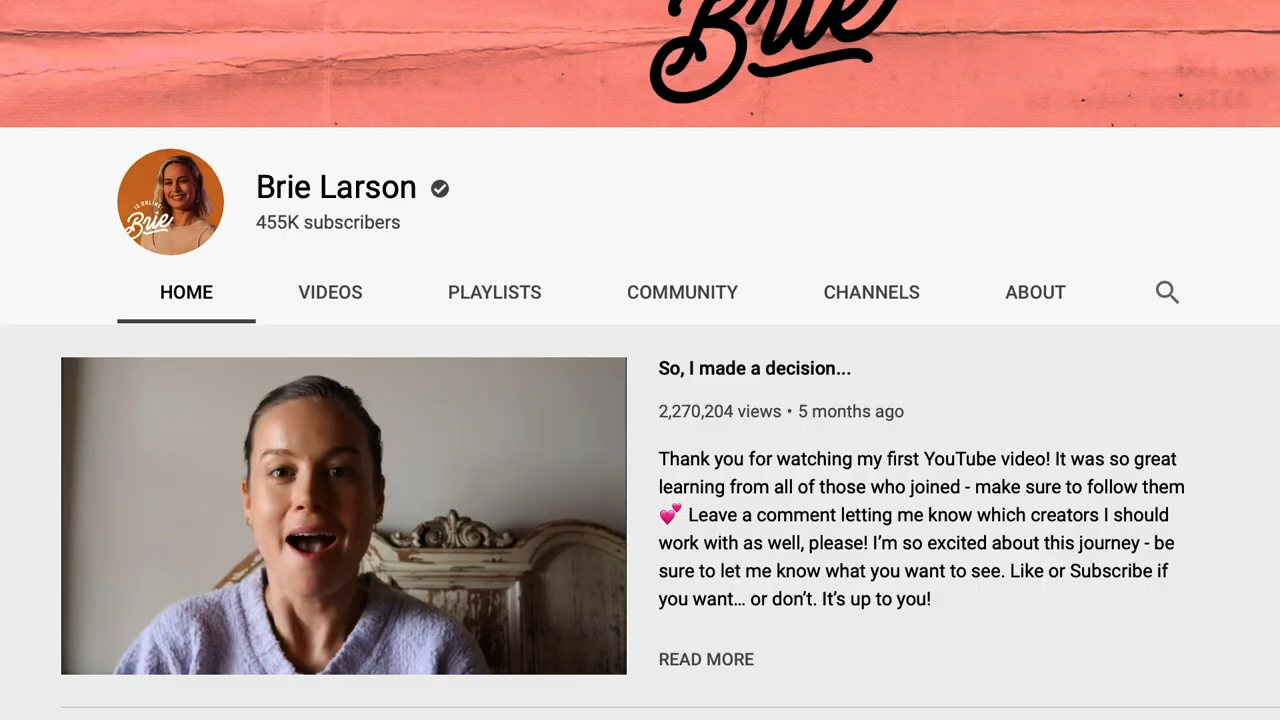 Brie
Brie Larson
455K subscribers
IS ONLINE
Brie
HOME VIDEOS PLAYLISTS COMMUNITY CHANNELS ABOUT
So, I made a decision...
2,270,204 views • 5 months ago
Thank you for watching my first YouTube video! It was so great
learning from all of those who joined - make sure to follow them
💕 Leave a comment letting me know which creators I should
work with as well, please! I’m so excited about this journey - be
sure to let me know what you want to see. Like or Subscribe if
you want… or don’t. It’s up to you!
READ MORE